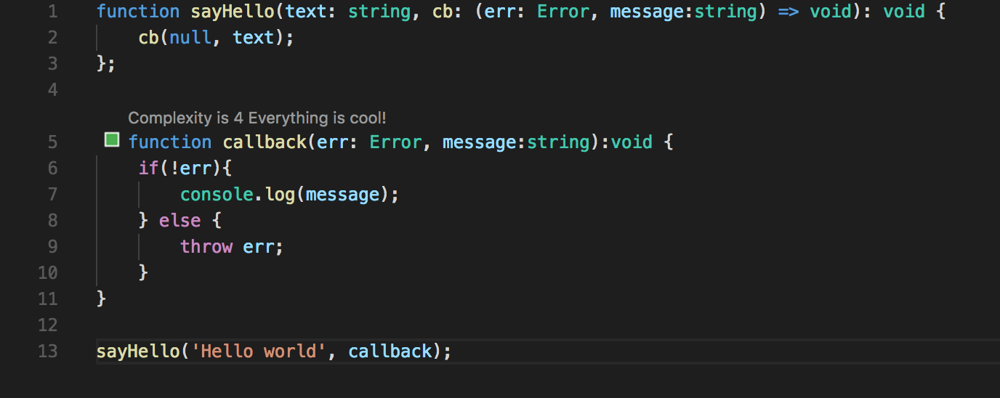 1 function sayHello(text: string, cb: (err: Error, message:string) => void): void {
2     cb(null, text);
3 };
4
Complexity is 4 Everything is cool!
5 function callback(err: Error, message:string):void {
6     if(!err){
7         console.log(message);
8     } else {
9         throw err;
10     }
11 }
12
13 sayHello('Hello world', callback);